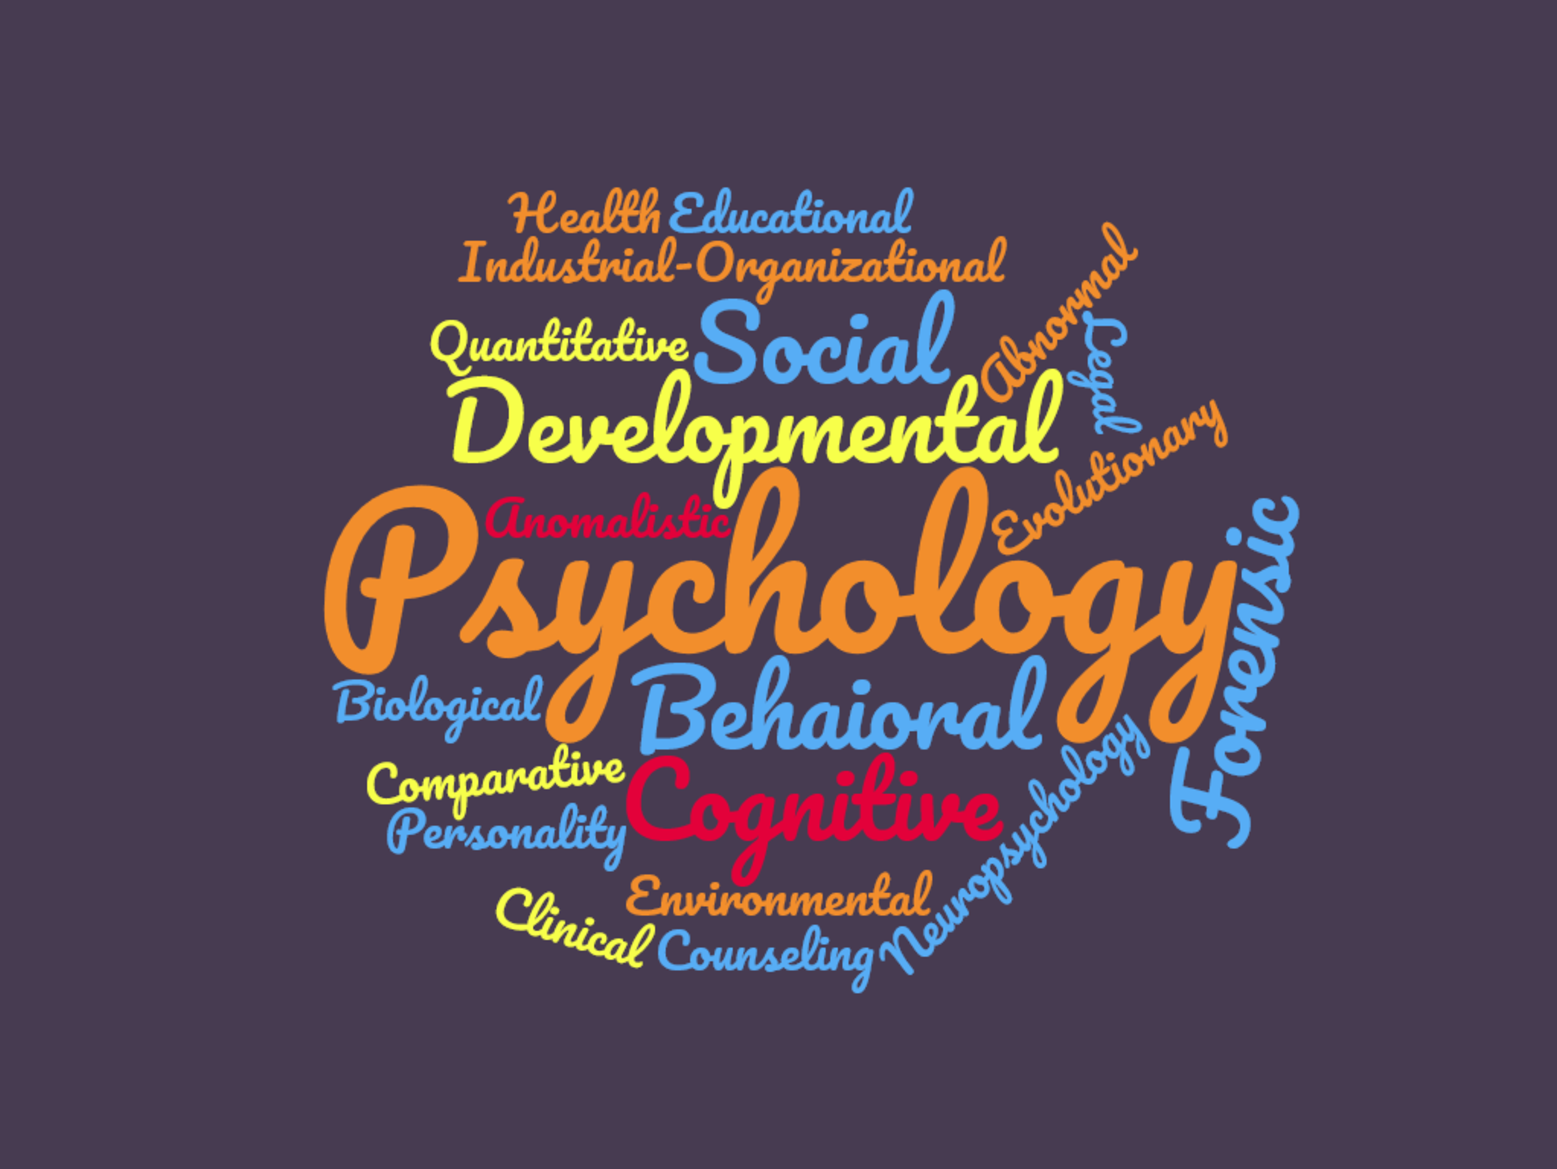 Health Educational
Industrial-Organizational
Abnormal
Quantitative Social
Legal
Developmental
Evolutionary
Anomalistic
Psychology
Forensic
Biological Behaioral
Comparative
Cognitive
Personality
Neuropsychology
Environmental
Clinical Counseling